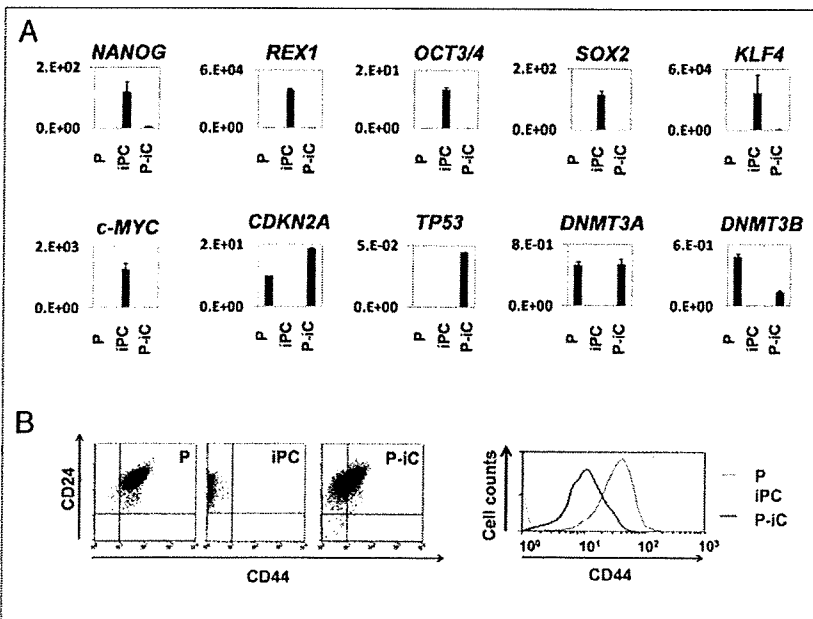 A
NANOG REX1 OCT3/4 SOX2 KLF4
2.E+02 6.E+04 2.E+01 2.E+02 6.E+04
0.E+00 0.E+00 0.E+00 0.E+00 0.E+00
P iPC P-iC P iPC P-iC P iPC P-iC P iPC P-iC P iPC P-iC
c-MYC CDKN2A TP53 DNMT3A DNMT3B
2.E+03 2.E+01 5.E-02 8.E-01 6.E-01
0.E+00 0.E+00 0.E+00 0.E+00 0.E+00
P iPC P-iC P iPC P-iC P iPC P-iC P iPC P-iC P iPC P-iC
B
CD24
P iPC P-iC
CD44
Cell counts
10⁰ 10¹ 10² 10³
CD44
P
iPC
P-iC